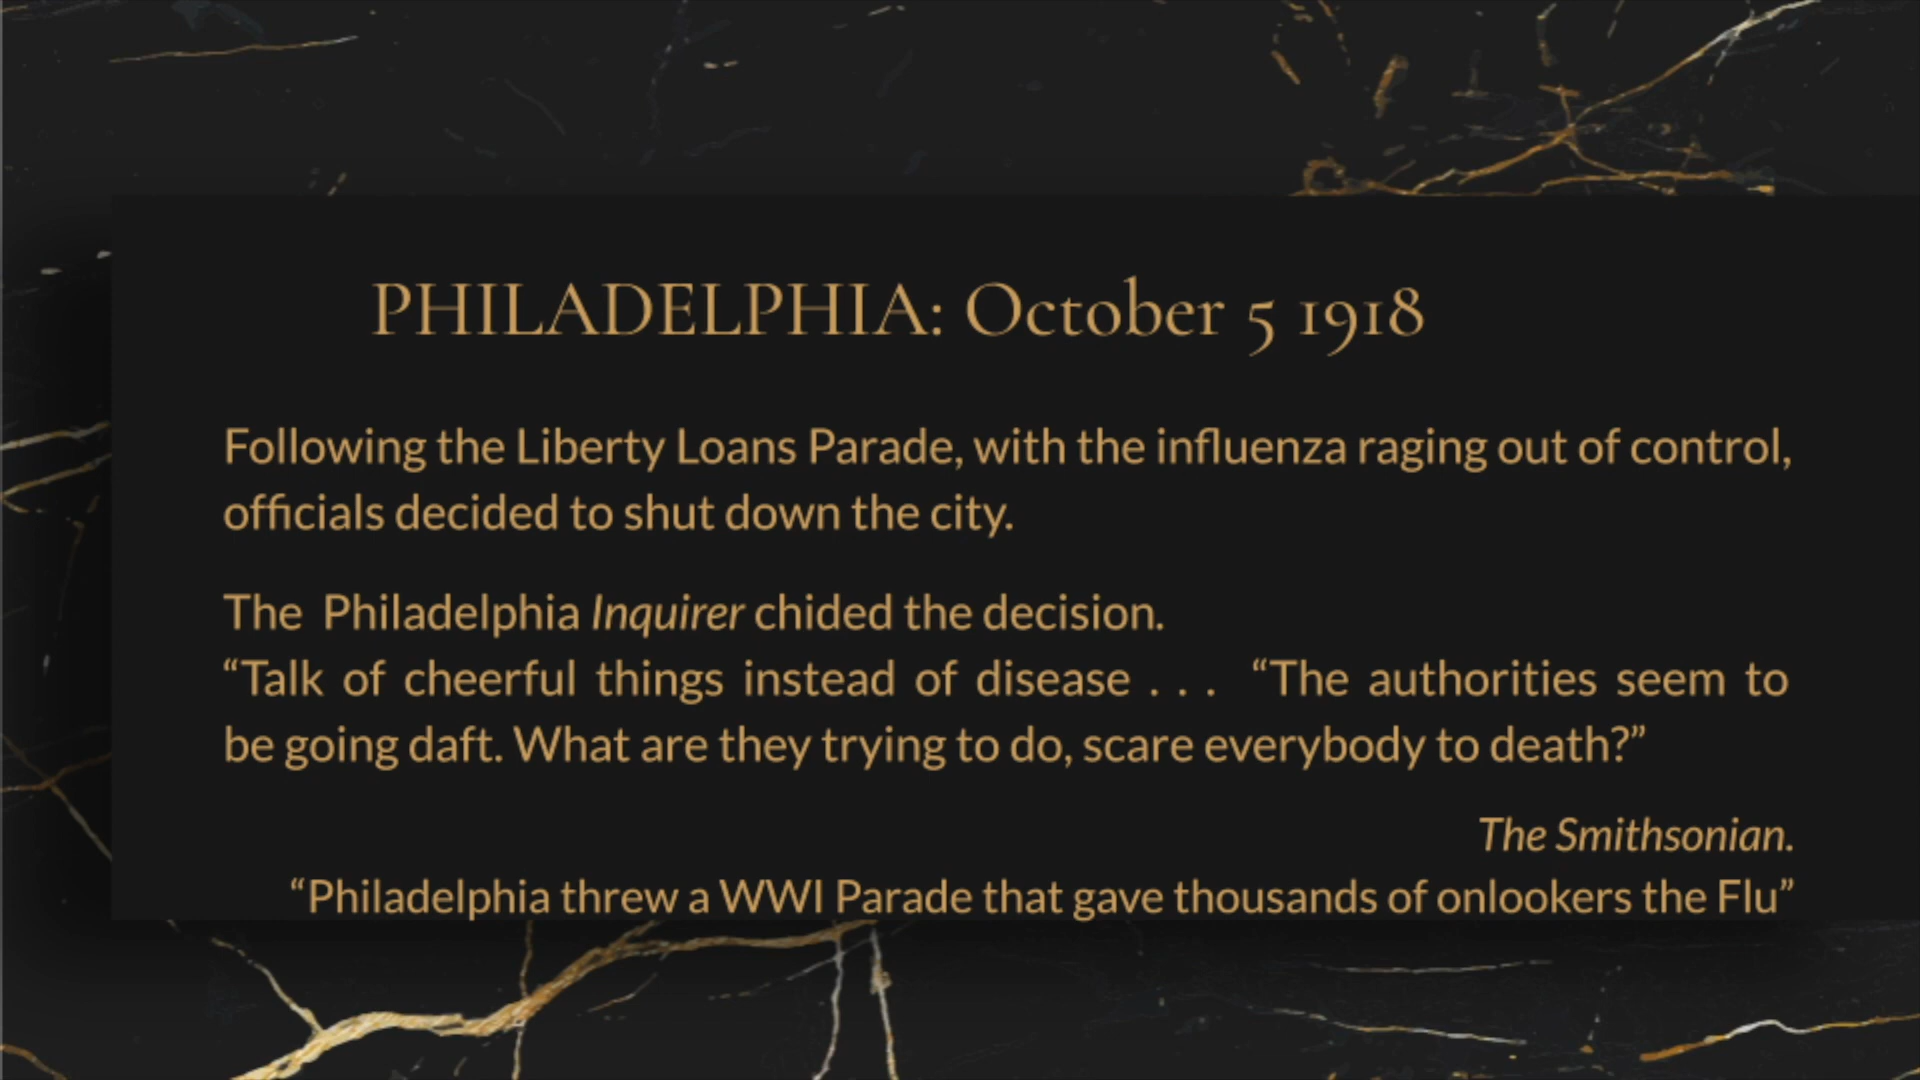 PHILADELPHIA: October 5 1918
Following the Liberty Loans Parade, with the influenza raging out of control,
officials decided to shut down the city.
The Philadelphia Inquirer chided the decision.
“Talk of cheerful things instead of disease . . . “The authorities seem to
be going daft. What are they trying to do, scare everybody to death?”
The Smithsonian.
“Philadelphia threw a WWI Parade that gave thousands of onlookers the Flu”